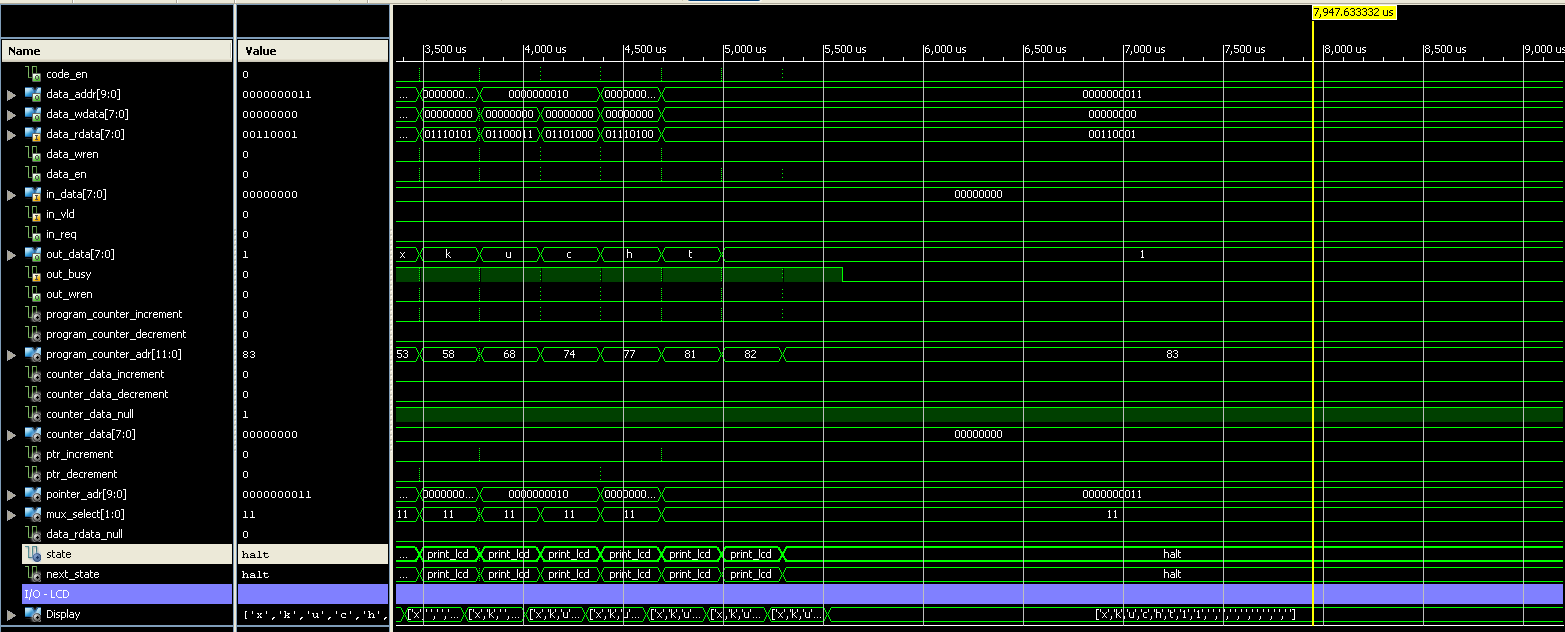 7,947.633332 us
Name Value 3,500 us 4,000 us 4,500 us 5,000 us 5,500 us 6,000 us 6,500 us 7,000 us 7,500 us 8,000 us 8,500 us 9,000 us
code_en 0
data_addr[9:0] 0000000011 ... 0000000... 0000000010 0000000... 0000000011
data_wdata[7:0] 00000000 ... 00000000 00000000 00000000 00000000 00000000
data_rdata[7:0] 00110001 ... 01110101 01100011 01101000 01110100 00110001
data_wren 0
data_en 0
in_data[7:0] 00000000 00000000
in_vld 0
in_req 0
out_data[7:0] 1 x k u c h t 1
out_busy 0
out_wren 0
program_counter_increment 0
program_counter_decrement 0
program_counter_adr[11:0] 83 53 58 68 74 77 81 82 83
counter_data_increment 0
counter_data_decrement 0
counter_data_null 1
counter_data[7:0] 00000000 00000000
ptr_increment 0
ptr_decrement 0
pointer_adr[9:0] 0000000011 ... 0000000... 0000000010 0000000... 0000000011
mux_select[1:0] 11 11 11 11 11 11 11
data_rdata_null 0
state halt ... print_lcd print_lcd print_lcd print_lcd print_lcd print_lcd halt
next_state halt ... print_lcd print_lcd print_lcd print_lcd print_lcd print_lcd halt
I/O - LCD
Display ['x','k','u','c','h',